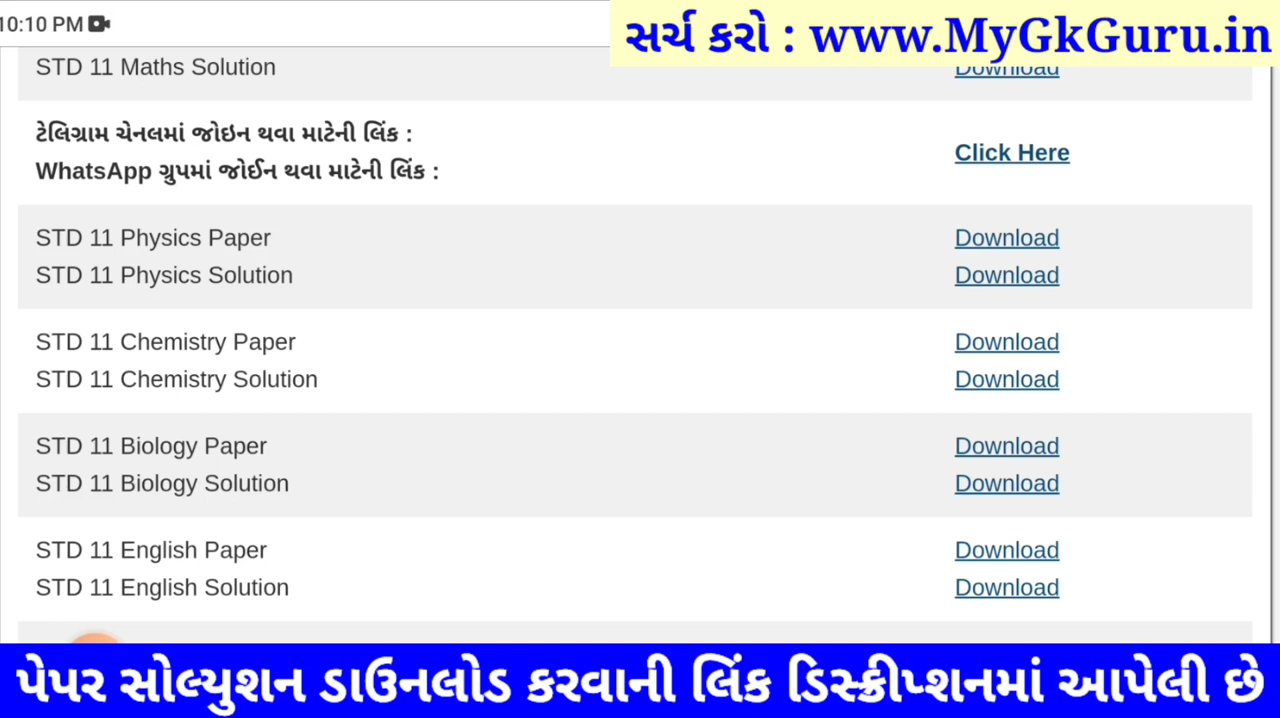 10:10 PM
સર્ચ કરો : www.MyGkGuru.in
STD 11 Maths Solution Download
ટેલિગ્રામ ચેનલમાં જોઇન થવા માટેની લિંક :
WhatsApp ગ્રુપમાં જોઈન થવા માટેની લિંક :
Click Here
STD 11 Physics Paper Download
STD 11 Physics Solution Download
STD 11 Chemistry Paper Download
STD 11 Chemistry Solution Download
STD 11 Biology Paper Download
STD 11 Biology Solution Download
STD 11 English Paper Download
STD 11 English Solution Download
પેપર સોલ્યુશન ડાઉનલોડ કરવાની લિંક ડિસ્ક્રીપ્શનમાં આપેલી છે